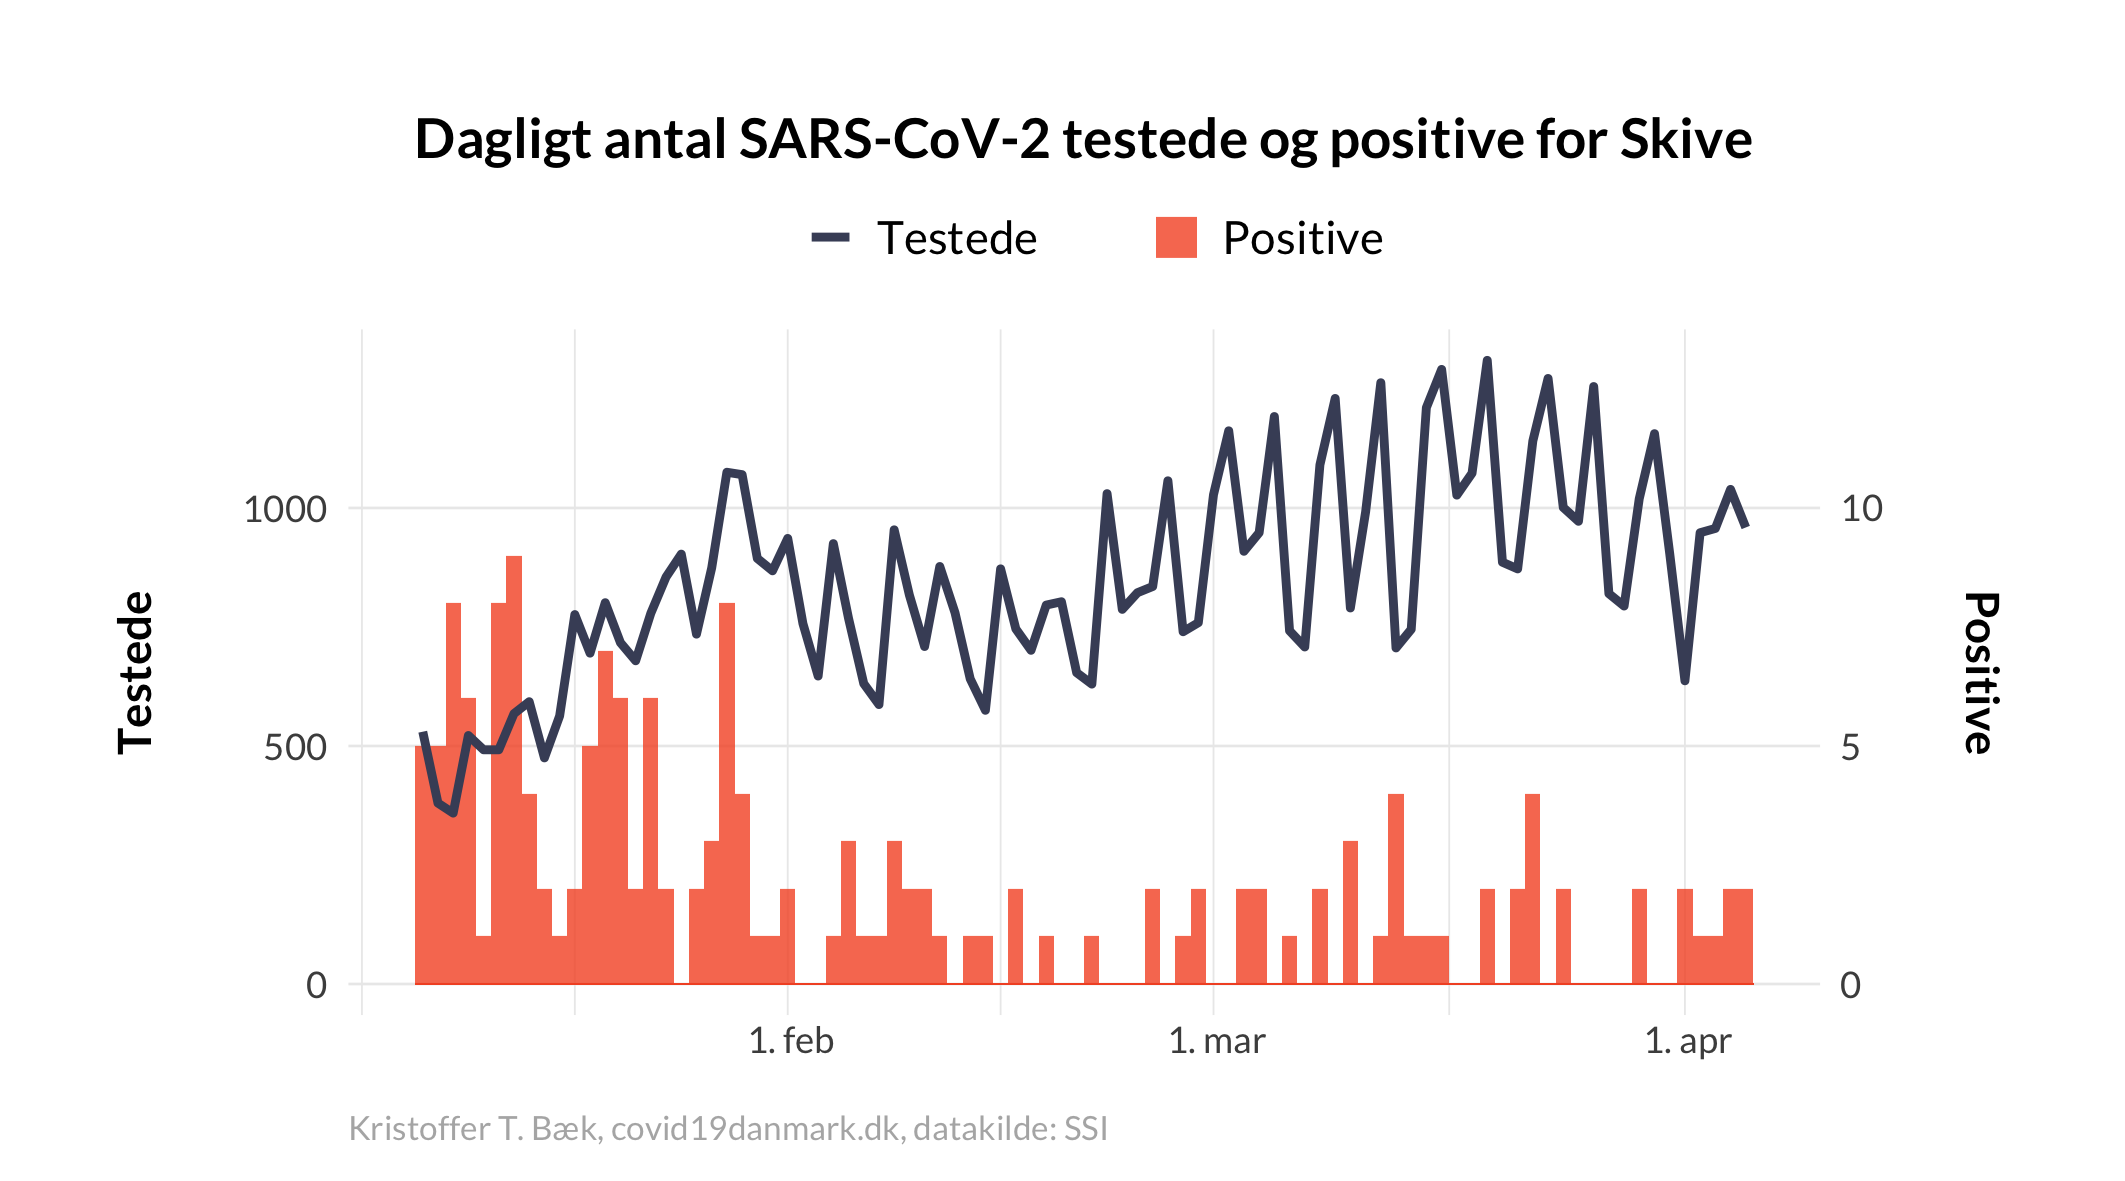 Dagligt antal SARS-CoV-2 testede og positive for Skive
Testede
Positive
1000
500
0
10
5
0
Testede
Positive
1. feb
1. mar
1. apr
Kristoffer T. Bæk, covid19danmark.dk, datakilde: SSI